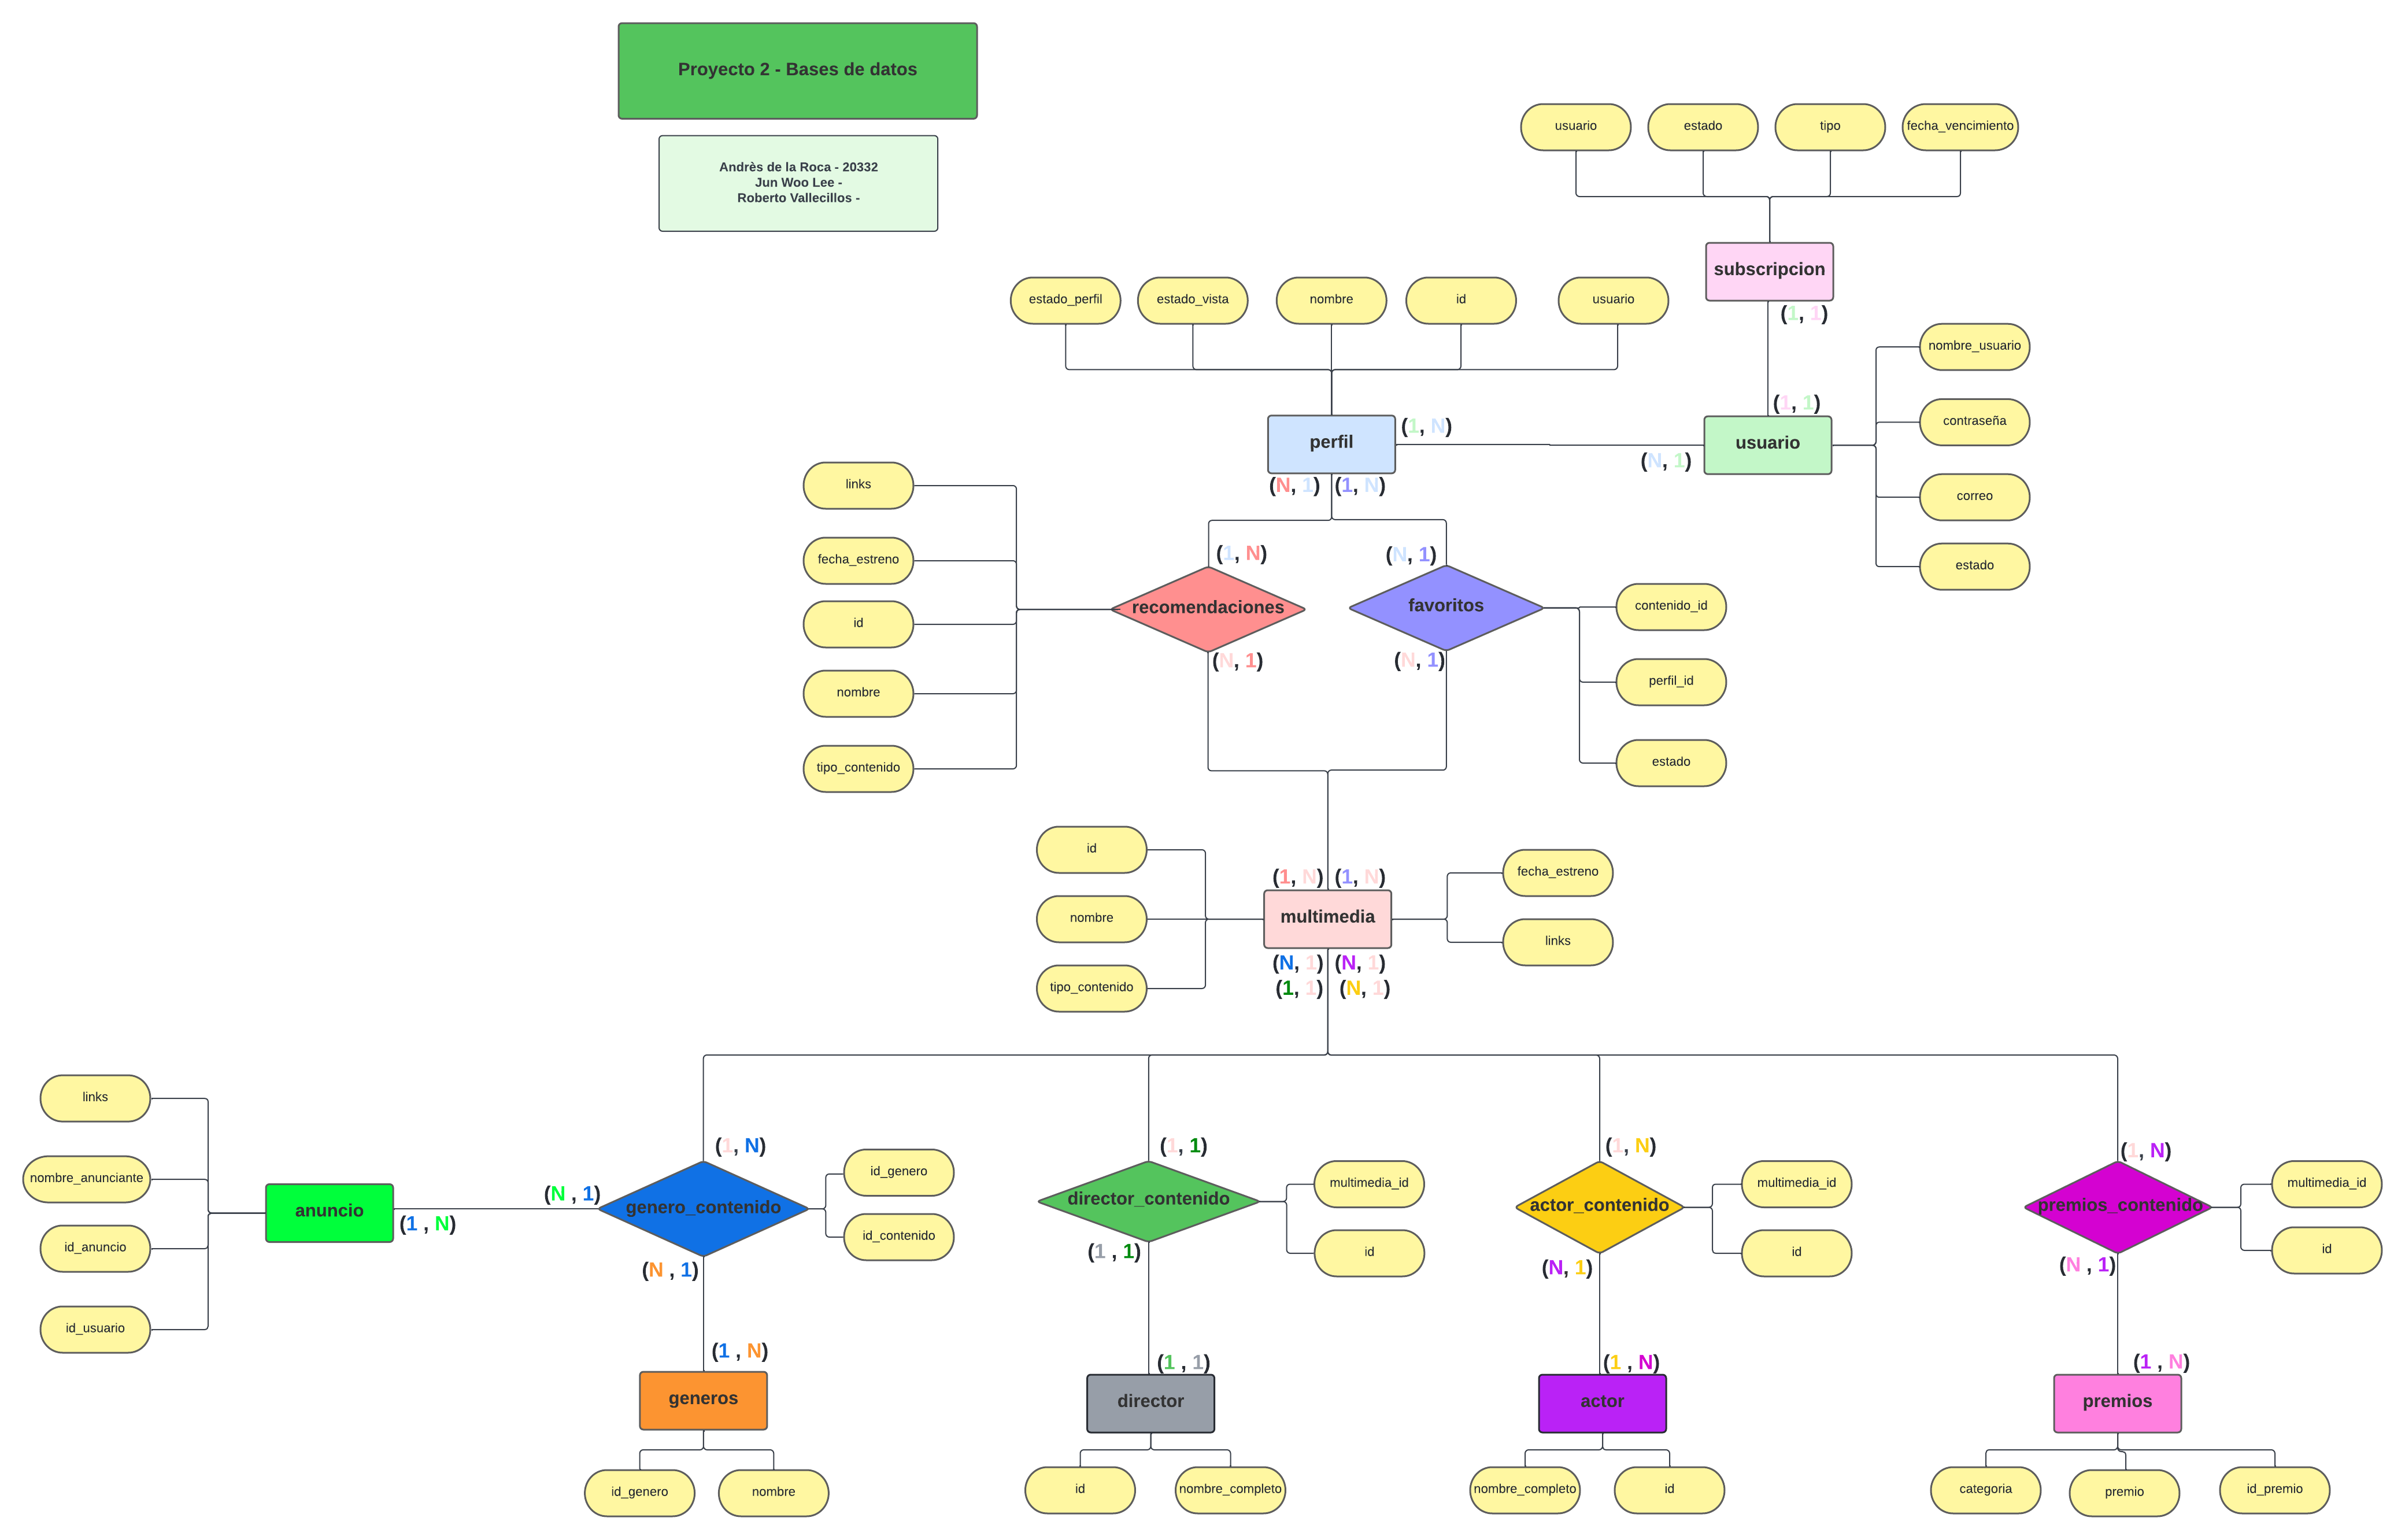 Proyecto 2 - Bases de datos
Andrès de la Roca - 20332
Jun Woo Lee -
Roberto Vallecillos -
usuario
estado
tipo
fecha_vencimiento
subscripcion
(1, 1)
estado_perfil
estado_vista
nombre
id
usuario
nombre_usuario
contraseña
correo
estado
(1, 1)
perfil
(1, N)
usuario
(N, 1)
(N, 1)
(1, N)
links
fecha_estreno
id
nombre
tipo_contenido
(1, N)
(N, 1)
recomendaciones
favoritos
(N, 1)
(N, 1)
contenido_id
perfil_id
estado
id
nombre
tipo_contenido
(1, N)
(1, N)
multimedia
fecha_estreno
links
(N, 1)
(N, 1)
(1, 1)
(N, 1)
links
nombre_anunciante
id_anuncio
id_usuario
anuncio
(1 , N)
(N , 1)
(1, N)
genero_contenido
id_genero
id_contenido
(N , 1)
(1, 1)
director_contenido
multimedia_id
id
(1 , 1)
(1, N)
actor_contenido
multimedia_id
id
(N, 1)
(1, N)
premios_contenido
multimedia_id
id
(N , 1)
(1 , N)
generos
id_genero
nombre
(1 , 1)
director
id
nombre_completo
(1 , N)
actor
nombre_completo
id
(1 , N)
premios
categoria
premio
id_premio